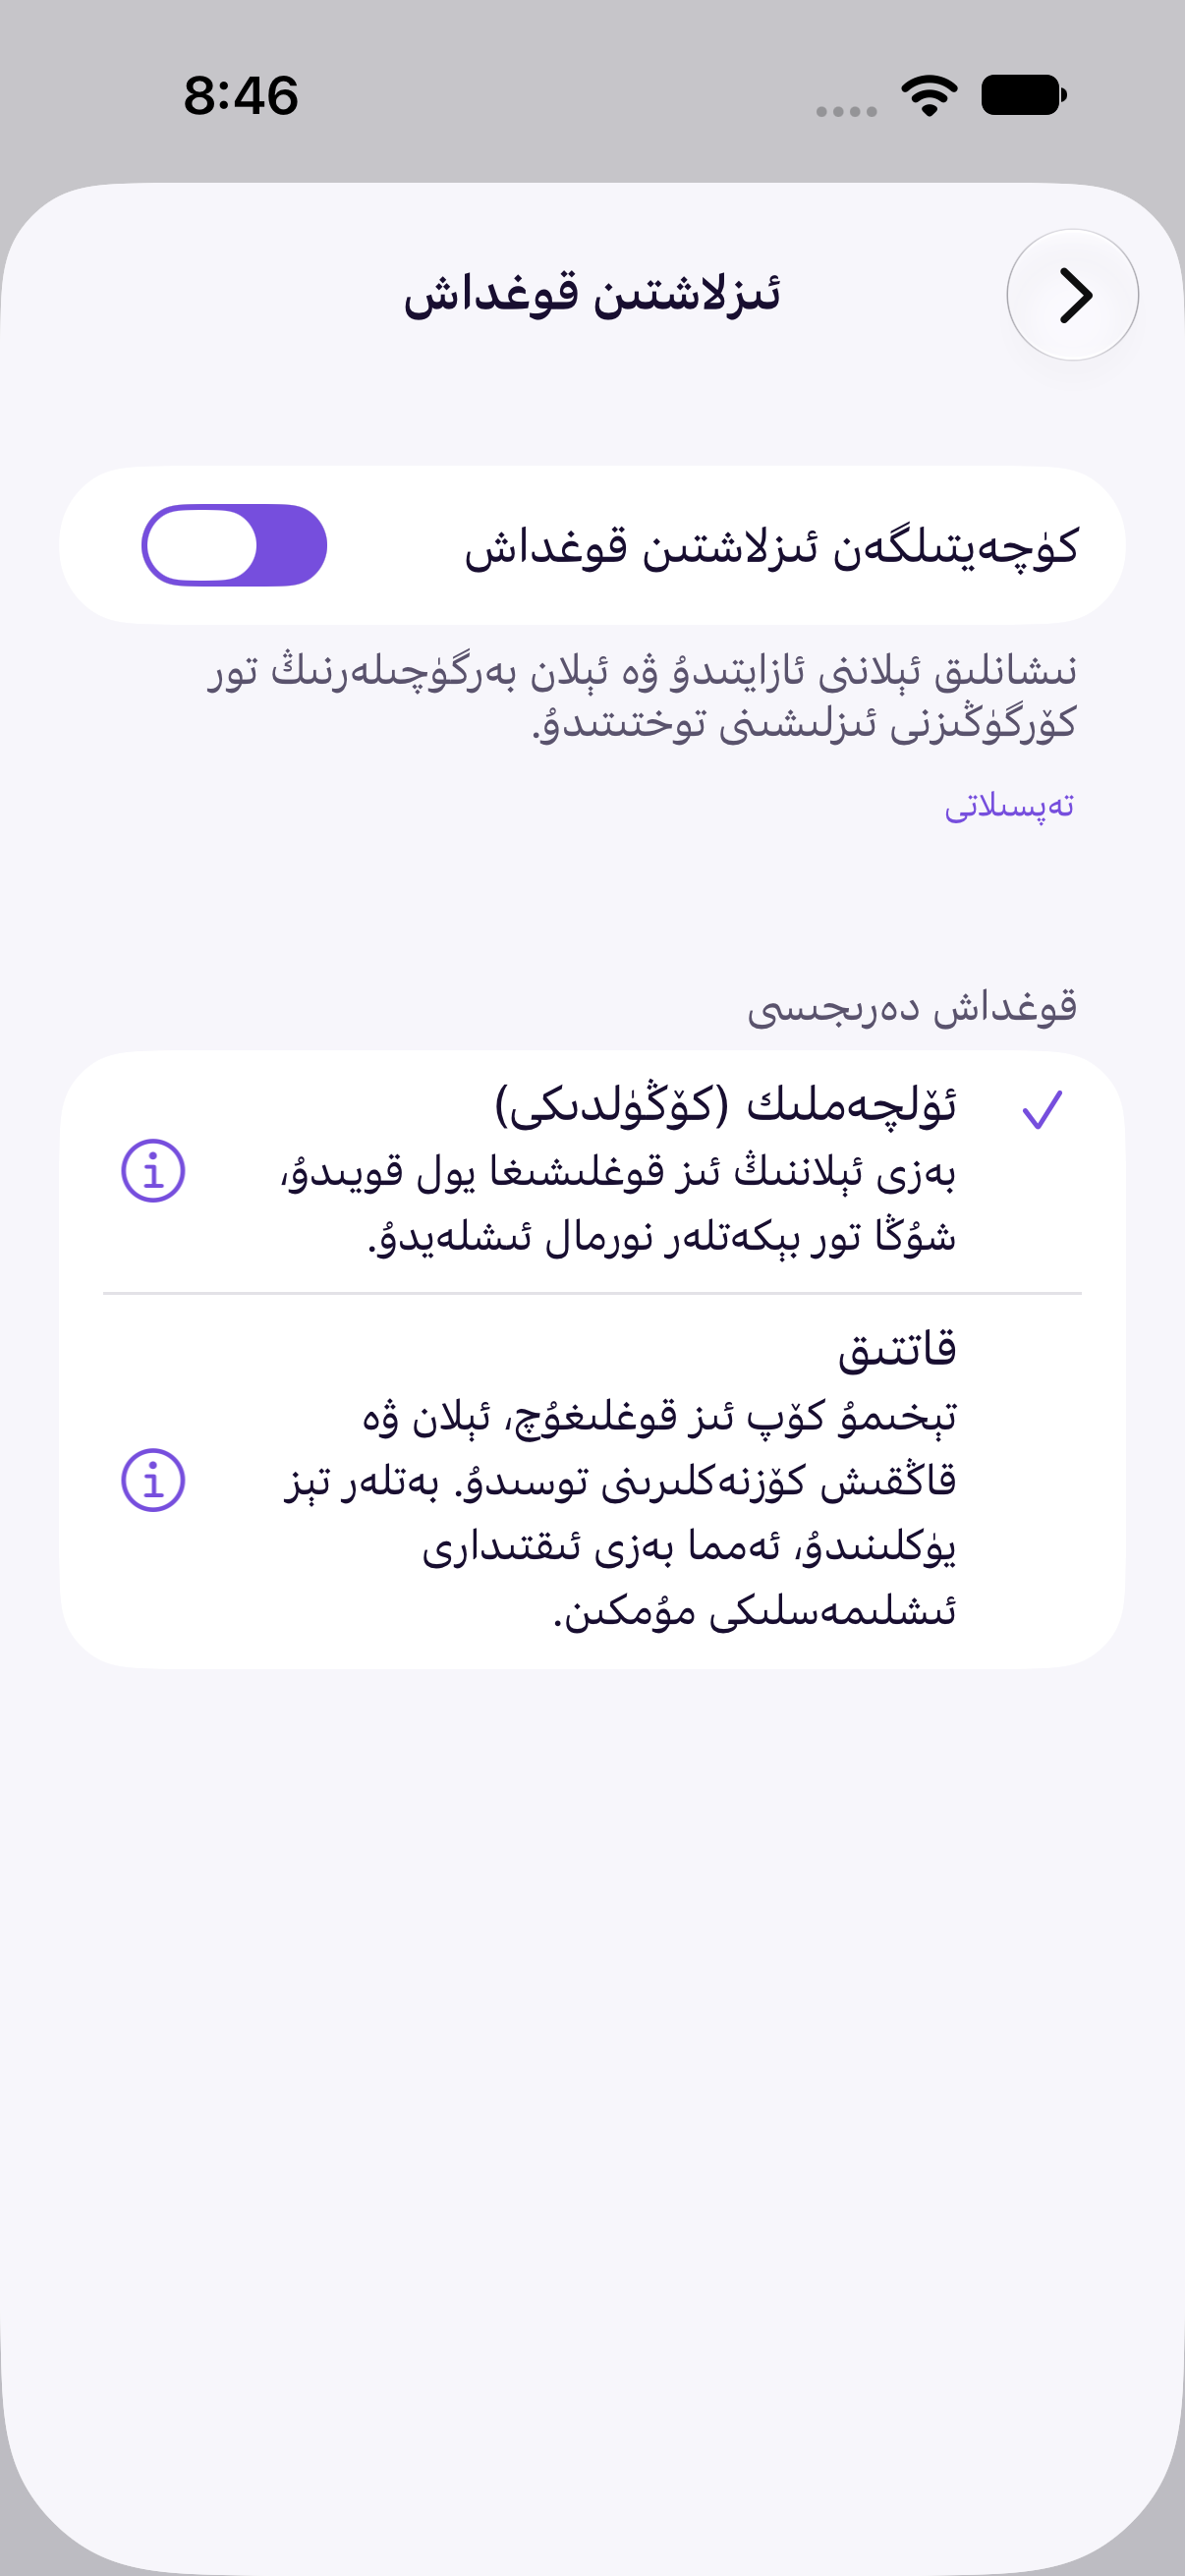 8:46
ئىزلاشتىن قوغداش
كۈچەيتىلگەن ئىزلاشتىن قوغداش
نىشانلىق ئېلاننى ئازايتىدۇ ۋە ئېلان بەرگۈچىلەرنىڭ تور
كۆرگۈڭىزنى ئىزلىشىنى توختىتىدۇ.
تەپسىلاتى
قوغداش دەرىجىسى
ئۆلچەملىك (كۆڭۈلدىكى)
بەزى ئېلاننىڭ ئىز قوغلىشىغا يول قويىدۇ،
شۇڭا تور بېكەتلەر نورمال ئىشلەيدۇ.
قاتتىق
تېخىمۇ كۆپ ئىز قوغلىغۇچ، ئېلان ۋە
قاڭقىش كۆزنەكلىرىنى توسىدۇ. بەتلەر تېز
يۈكلىنىدۇ، ئەمما بەزى ئىقتىدارى
ئىشلىمەسلىكى مۇمكىن.